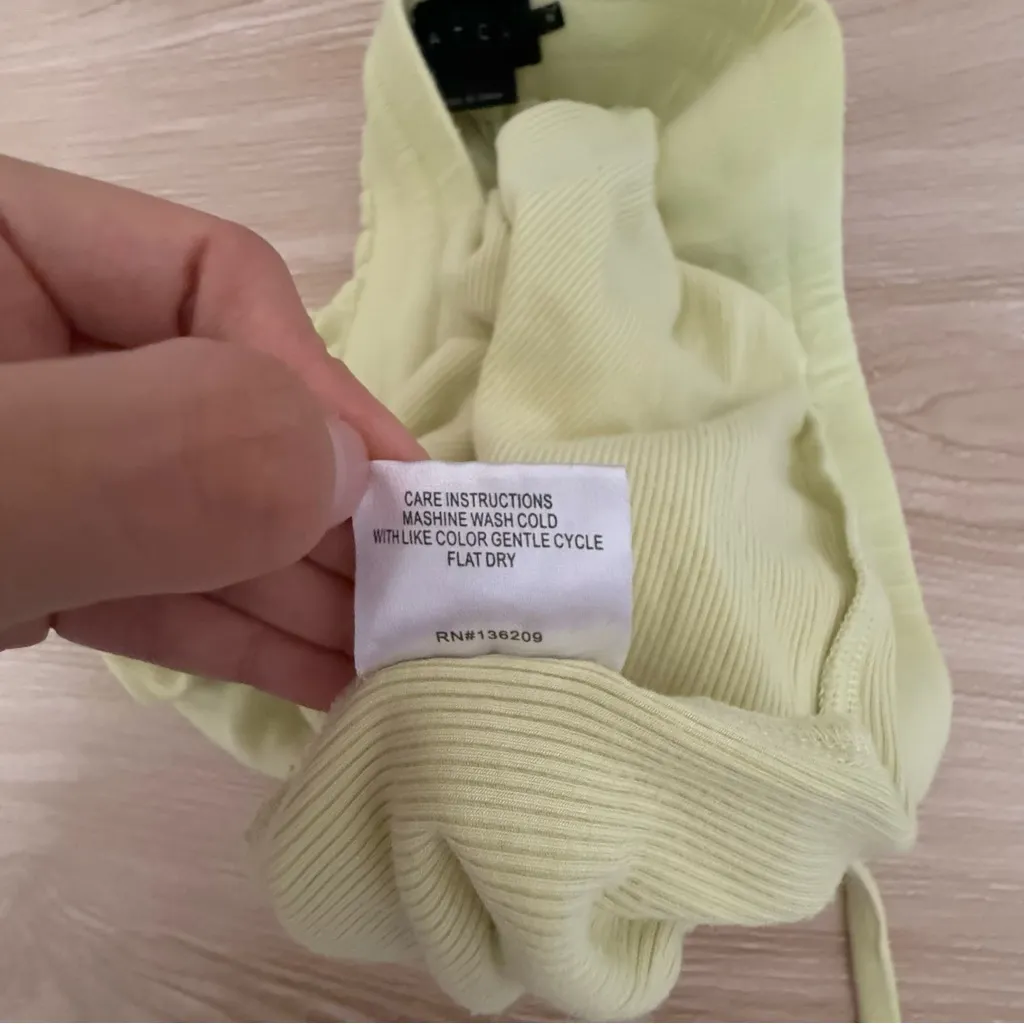 CARE INSTRUCTIONS
MASHINE WASH COLD
WITH LIKE COLOR GENTLE CYCLE
FLAT DRY
RN#136209